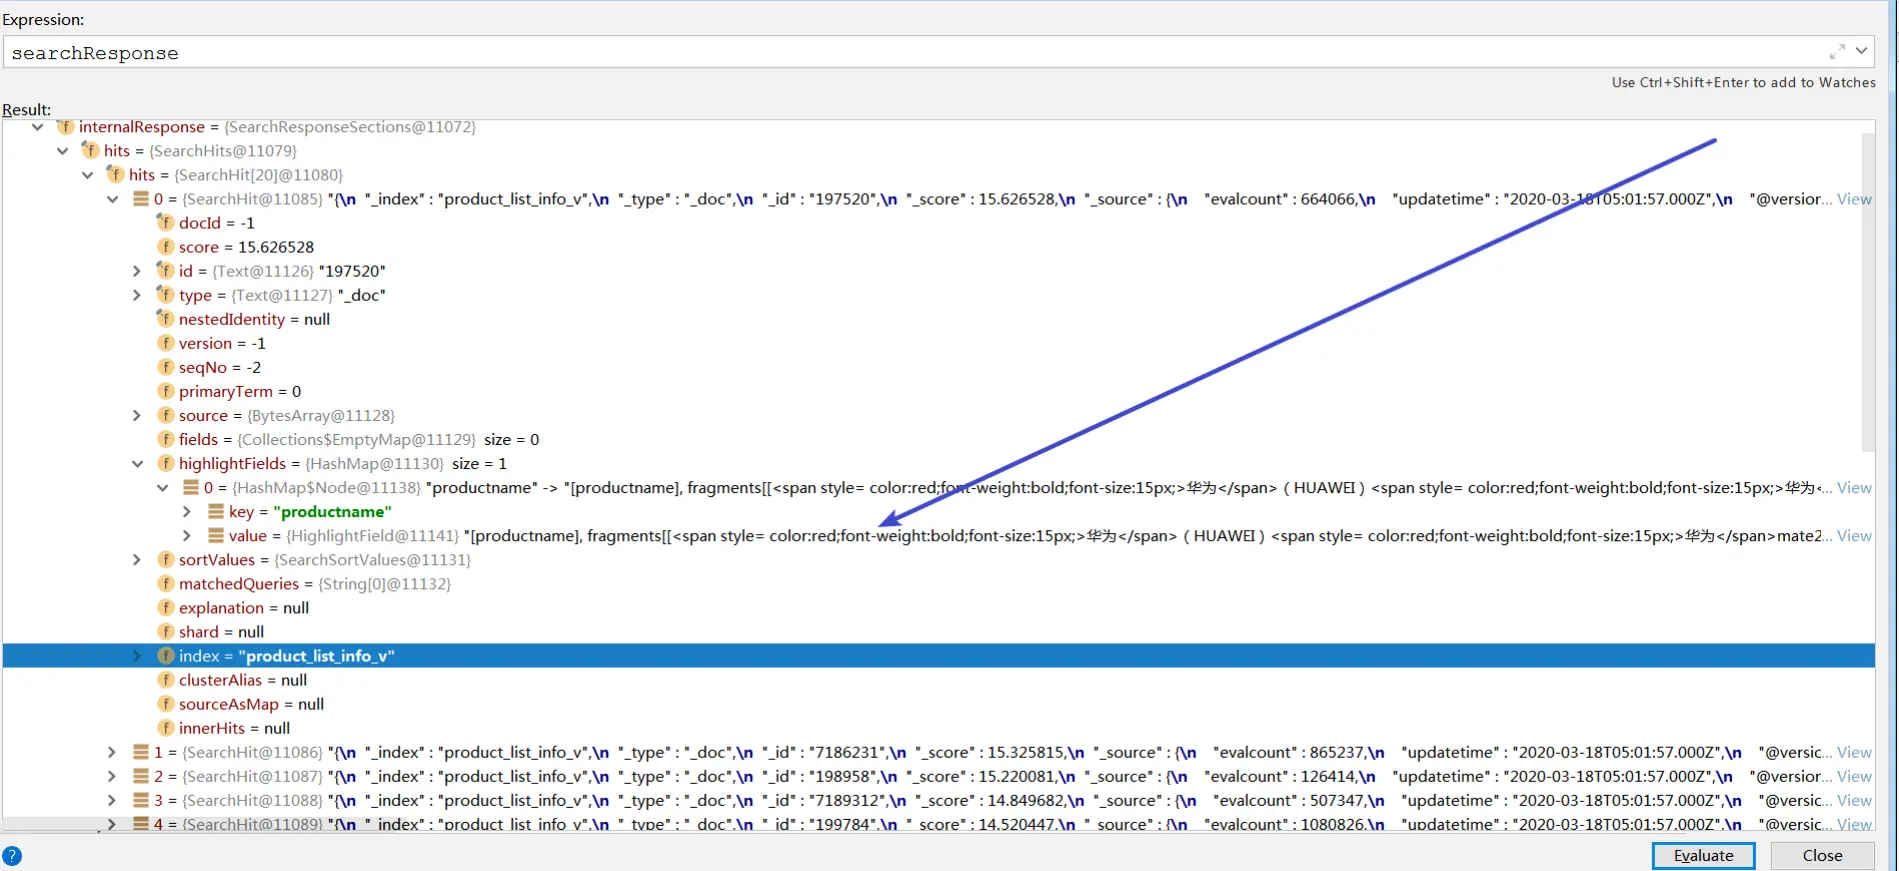 Expression:
searchResponse
Use Ctrl+Shift+Enter to add to Watches
Result:
internalResponse = {SearchResponseSections@11072}
hits = {SearchHits@11079}
hits = {SearchHit[20]@11080}
0 = {SearchHit@11085} "{\n "_index" : "product_list_info_v",\n "_type" : "_doc",\n "_id" : "197520",\n "_score" : 15.626528,\n "_source" : {\n "evalcount" : 664066,\n "updatetime" : "2020-03-18T05:01:57.000Z",\n "@version... View
docId = -1
score = 15.626528
id = {Text@11126} "197520"
type = {Text@11127} "_doc"
nestedIdentity = null
version = -1
seqNo = -2
primaryTerm = 0
source = {BytesArray@11128}
fields = {Collections$EmptyMap@11129} size = 0
highlightFields = {HashMap@11130} size = 1
0 = {HashMap$Node@11138} "productname" -> "[productname], fragments[[<span style= color:red;font-weight:bold;font-size:15px;>华为</span>（HUAWEI）<span style= color:red;font-weight:bold;font-size:15px;>华为<... View
key = "productname"
value = {HighlightField@11141} "[productname], fragments[[<span style= color:red;font-weight:bold;font-size:15px;>华为</span>（HUAWEI）<span style= color:red;font-weight:bold;font-size:15px;>华为</span>mate2... View
sortValues = {SearchSortValues@11131}
matchedQueries = {String[0]@11132}
explanation = null
shard = null
index = "product_list_info_v"
clusterAlias = null
sourceAsMap = null
innerHits = null
1 = {SearchHit@11086} "{\n "_index" : "product_list_info_v",\n "_type" : "_doc",\n "_id" : "7186231",\n "_score" : 15.325815,\n "_source" : {\n "evalcount" : 865237,\n "updatetime" : "2020-03-18T05:01:57.000Z",\n "@versic... View
2 = {SearchHit@11087} "{\n "_index" : "product_list_info_v",\n "_type" : "_doc",\n "_id" : "198958",\n "_score" : 15.220081,\n "_source" : {\n "evalcount" : 126414,\n "updatetime" : "2020-03-18T05:01:57.000Z",\n "@version... View
3 = {SearchHit@11088} "{\n "_index" : "product_list_info_v",\n "_type" : "_doc",\n "_id" : "7189312",\n "_score" : 14.849682,\n "_source" : {\n "evalcount" : 507347,\n "updatetime" : "2020-03-18T05:01:57.000Z",\n "@versic... View
4 = {SearchHit@11089} "{\n "_index" : "product_list_info_v",\n "_type" : "_doc",\n "_id" : "199784",\n "_score" : 14.520447,\n "_source" : {\n "evalcount" : 1080826,\n "updatetime" : "2020-03-18T05:01:57.000Z",\n "@versic... View
?
Evaluate
Close